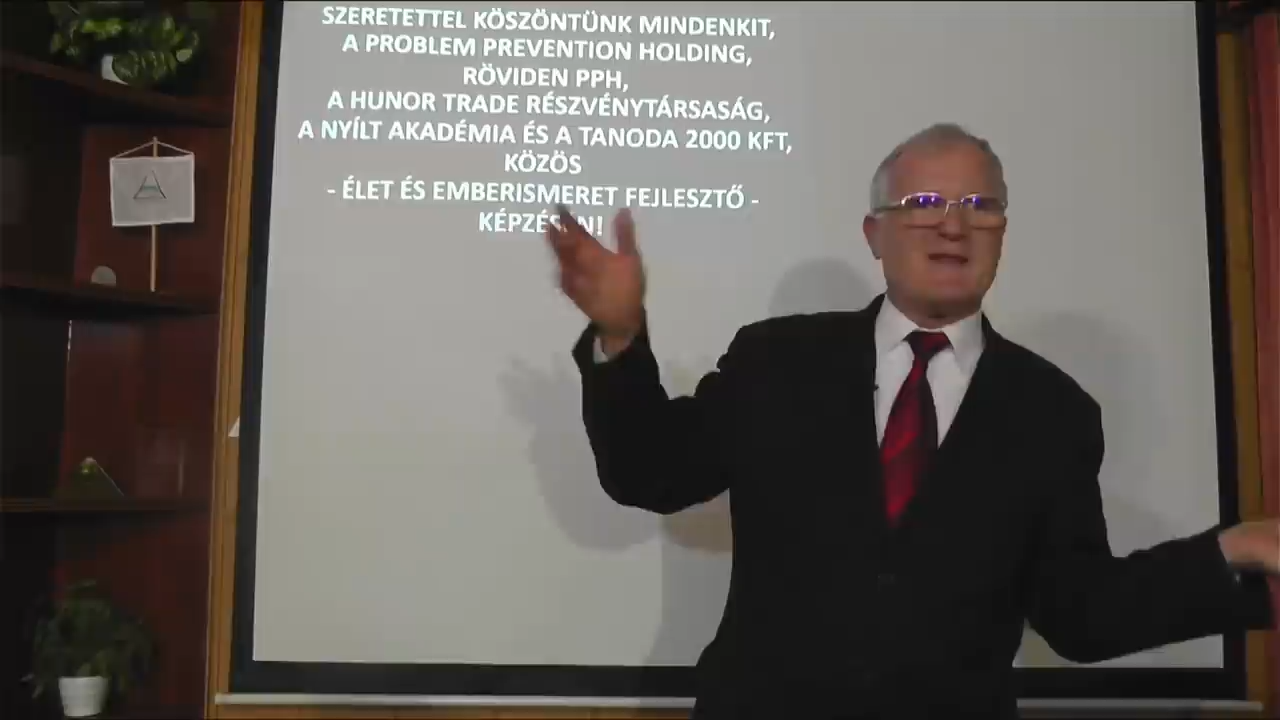 SZERETETTEL KÖSZÖNTÜNK MINDENKIT,
A PROBLEM PREVENTION HOLDING,
RÖVIDEN PPH,
A HUNOR TRADE RÉSZVÉNYTÁRSASÁG,
A NYÍLT AKADÉMIA ÉS A TANODA 2000 KFT,
KÖZÖS
- ÉLET ÉS EMBERISMERET FEJLESZTŐ -